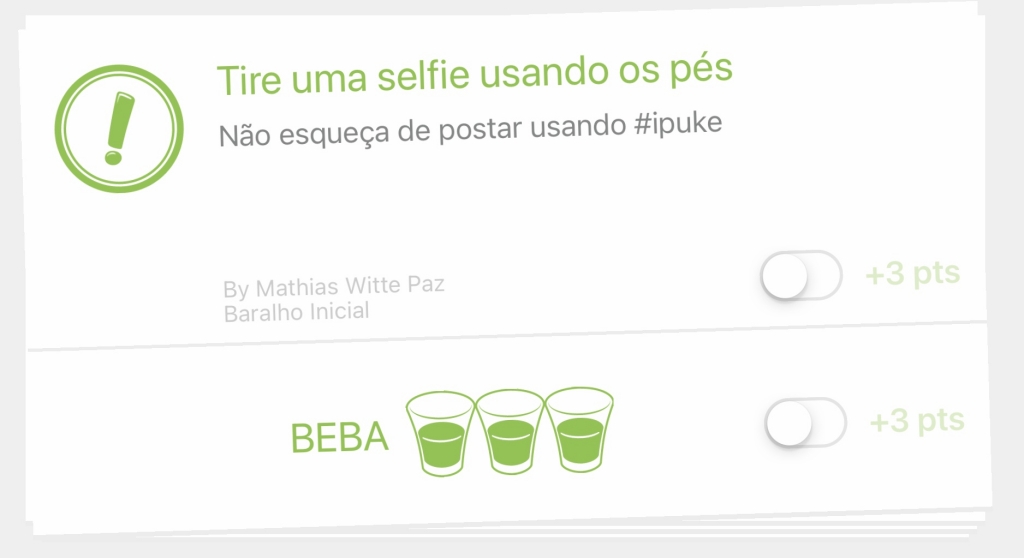 Tire uma selfie usando os pés
Não esqueça de postar usando #ipuke
By Mathias Witte Paz
Baralho Inicial
+3 pts
BEBA
+3 pts